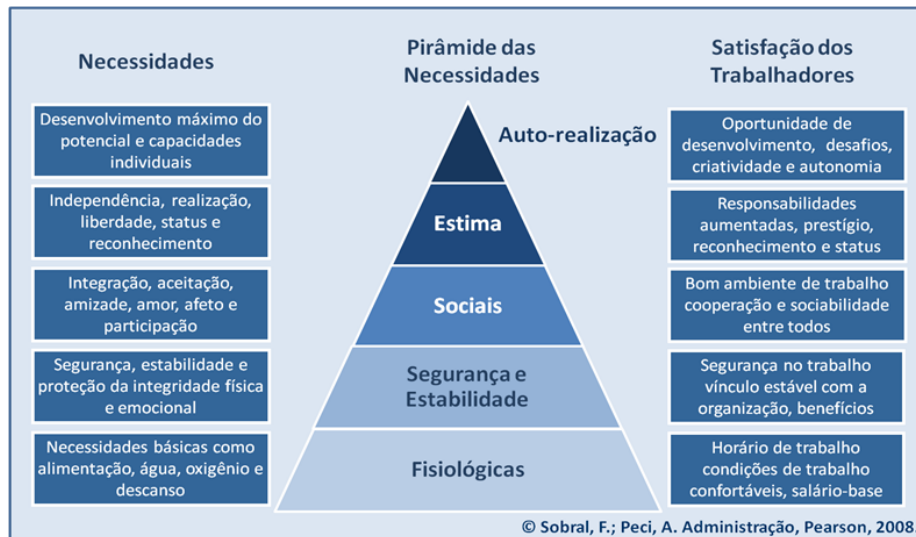 Necessidades
Pirâmide das
Necessidades
Satisfação dos
Trabalhadores
Desenvolvimento máximo do
potencial e capacidades
individuais
Auto-realização
Oportunidade de
desenvolvimento, desafios,
criatividade e autonomia
Independência, realização,
liberdade, status e
reconhecimento
Estima
Responsabilidades
aumentadas, prestígio,
reconhecimento e status
Integração, aceitação,
amizade, amor, afeto e
participação
Sociais
Bom ambiente de trabalho
cooperação e sociabilidade
entre todos
Segurança, estabilidade e
proteção da integridade física
e emocional
Segurança e
Estabilidade
Segurança no trabalho
vínculo estável com a
organização, benefícios
Necessidades básicas como
alimentação, água, oxigênio e
descanso
Fisiológicas
Horário de trabalho
condições de trabalho
confortáveis, salário-base
© Sobral, F.; Peci, A. Administração, Pearson, 2008.